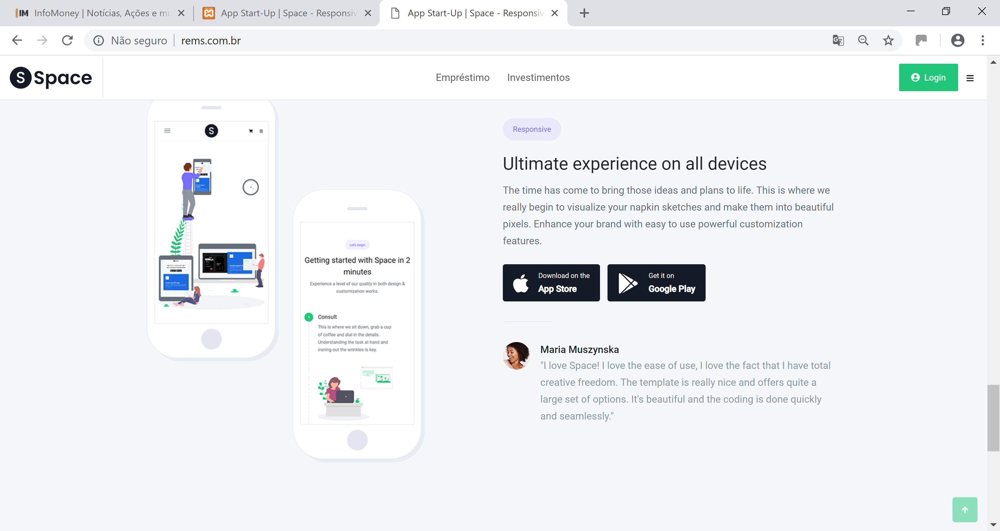 InfoMoney | Notícias, Ações e mu
App Start-Up | Space - Responsiv
App Start-Up | Space - Responsiv
Não seguro
rems.com.br
S Space
Empréstimo
Investimentos
Login
S
Let's begin
Getting started with Space in 2
minutes
Experience a level of our quality in both design &
customization works.
1
Consult
This is where we sit down, grab a cup
of coffee and dial in the details.
Understanding the task at hand and
ironing out the wrinkles is key.
Responsive
Ultimate experience on all devices
The time has come to bring those ideas and plans to life. This is where we
really begin to visualize your napkin sketches and make them into beautiful
pixels. Enhance your brand with easy to use powerful customization
features.
Download on the
App Store
Get it on
Google Play
Maria Muszynska
"I love Space! I love the ease of use, I love the fact that I have total
creative freedom. The template is really nice and offers quite a
large set of options. It's beautiful and the coding is done quickly
and seamlessly."